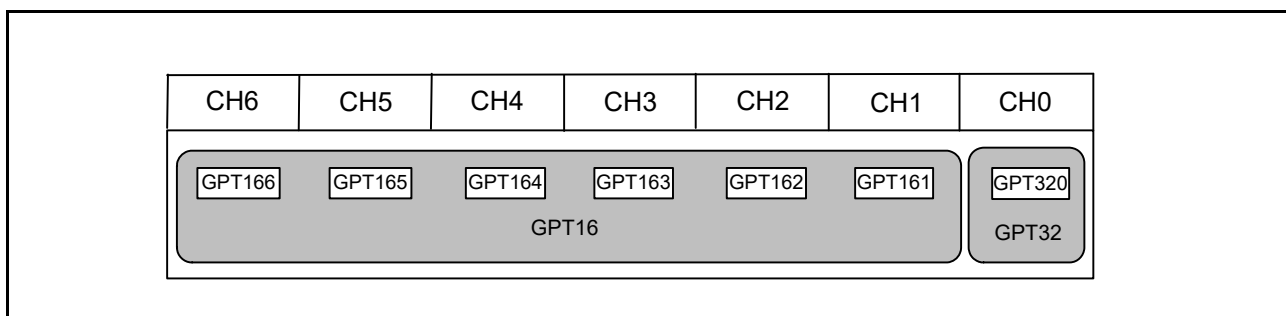 CH6 CH5 CH4 CH3 CH2 CH1 CH0
GPT166 GPT165 GPT164 GPT163 GPT162 GPT161 GPT320
GPT16 GPT32